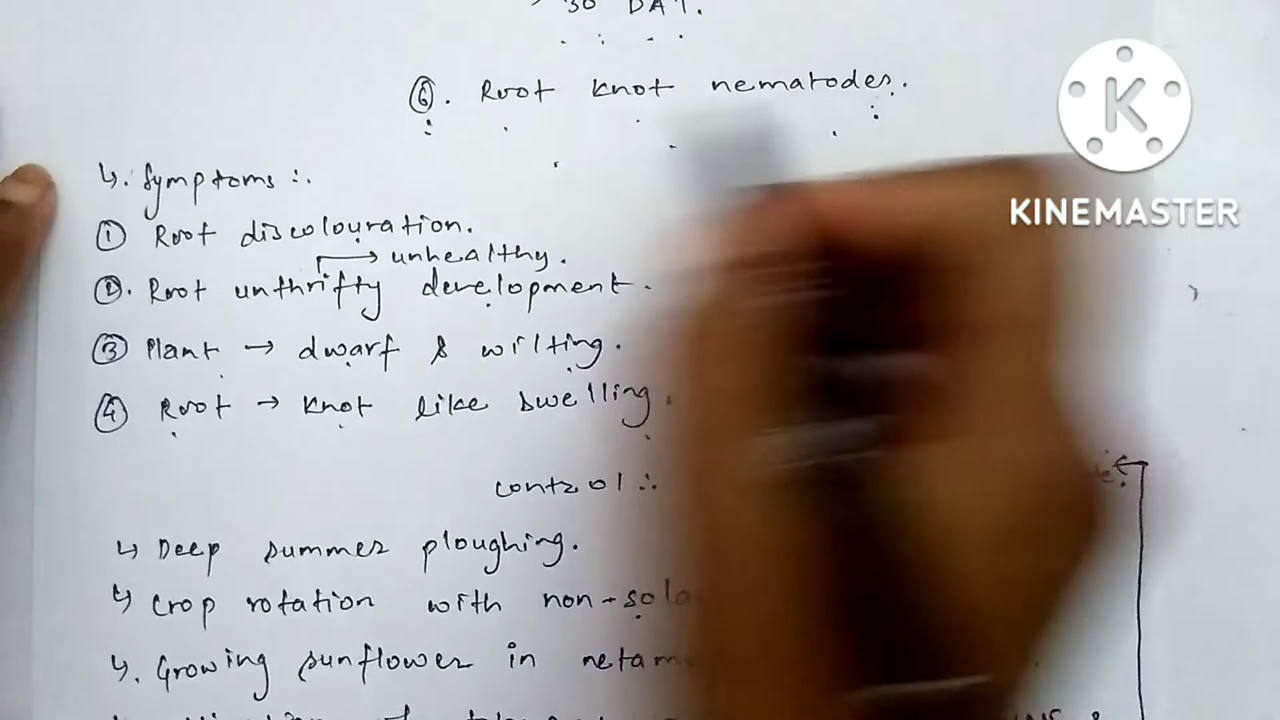 30 DAT.
⑥. Root knot nematodes.
↳. Symptoms :.
① Root discolouration.
→ unhealthy.
②. Root unthrifty development.
③ Plant → dwarf & wilting.
④ Root → knot like swelling.
control ∴
↳ Deep summer ploughing.
↳ Crop rotation with non-sola
↳. Growing sunflower in netam
K
KINEMASTER